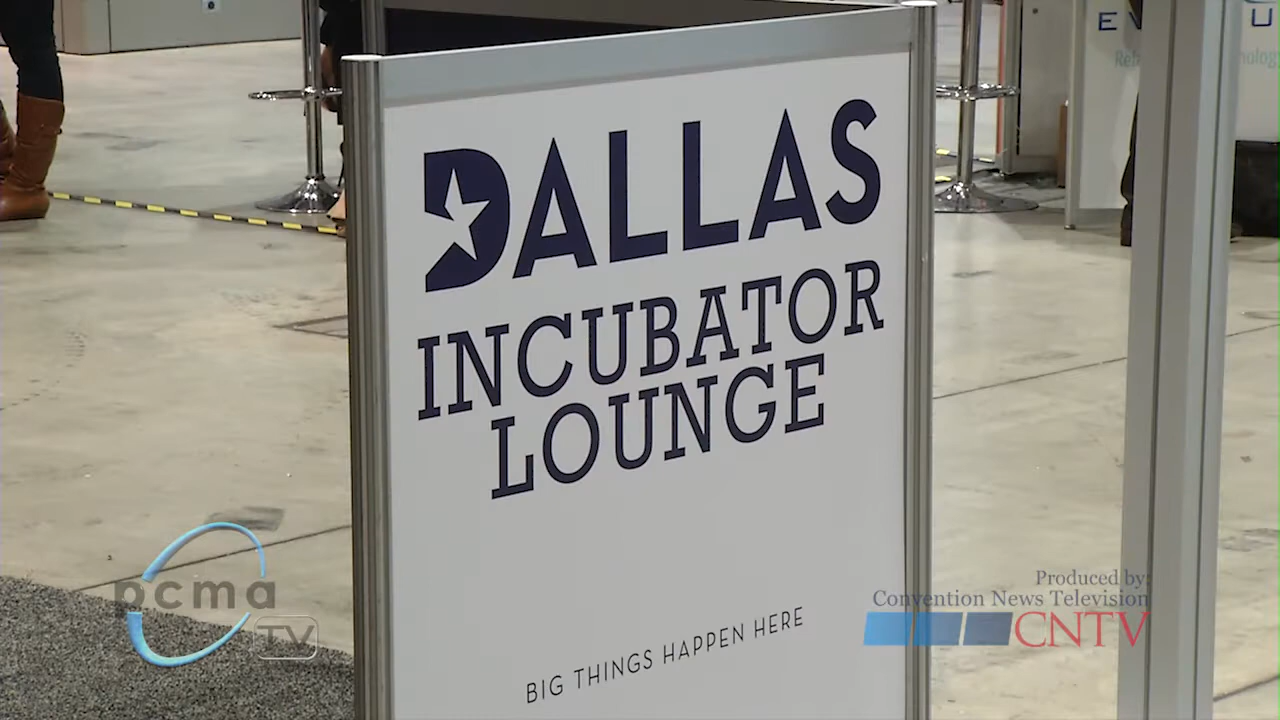 DALLAS
INCUBATOR
LOUNGE
BIG THINGS HAPPEN HERE
pcma
TV
Produced by:
Convention News Television
CNTV